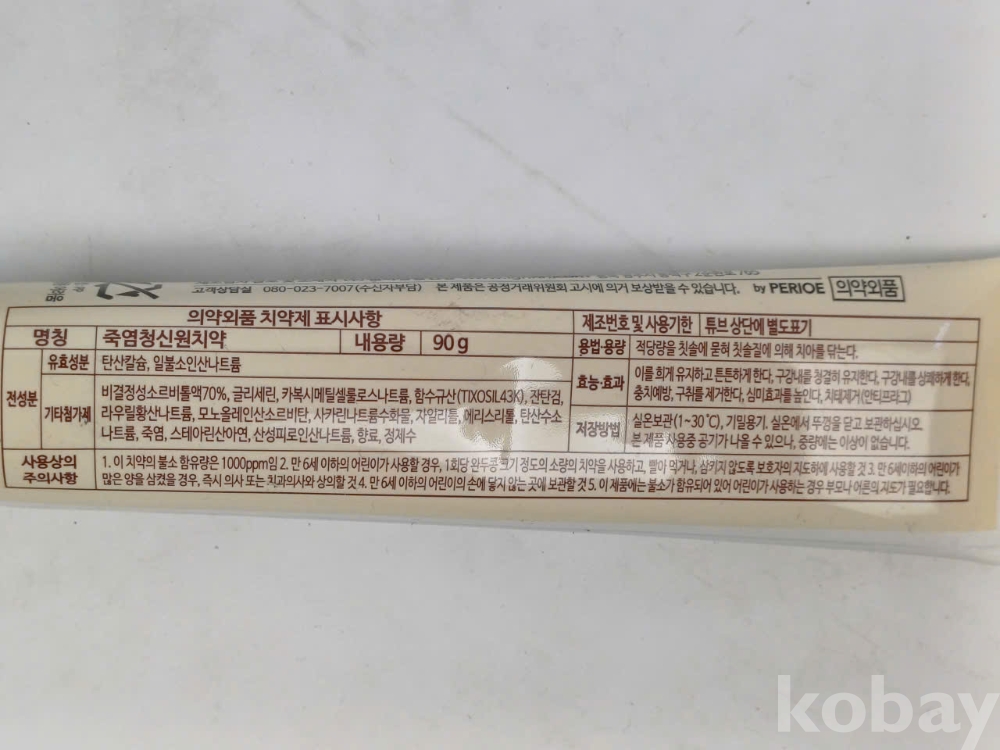 고객상담실 080-023-7007(수신자부담) 본 제품은 공정거래위원회 고시에 의거 보상받을 수 있습니다. by PERIOE 의약외품
의약외품 치약제 표시사항
명칭 죽염청신원치약 내용량 90g
전성분
유효성분 탄산칼슘, 일불소인산나트륨
기타첨가제 비결정성소르비톨액70%, 글리세린, 카복시메틸셀룰로스나트륨, 함수규산(TIXOSIL43K), 잔탄검,
라우릴황산나트륨, 모노올레인산소르비탄, 사카린나트륨수화물, 자일리톨, 에리스리톨, 탄산수소
나트륨, 죽염, 스테아린산아연, 산성피로인산나트륨, 향료, 정제수
제조번호 및 사용기한 튜브 상단에 별도표기
용법·용량 적당량을 칫솔에 묻혀 칫솔질에 의해 치아를 닦는다.
효능·효과 이를 희게 유지하고 튼튼하게 한다, 구강내를 청결히 유지한다, 구강내를 상쾌하게 한다,
충치예방, 구취를 제거한다, 심미효과를 높인다, 치태제거(안티프라그)
저장방법 실온보관(1~30℃), 기밀용기. 실온에서 뚜껑을 닫고 보관하십시오.
본 제품 사용중 공기가 나올 수 있으나, 중량에는 이상이 없습니다.
사용상의
주의사항
1. 이 치약의 불소 함유량은 1000ppm임 2. 만 6세 이하의 어린이가 사용할 경우, 1회당 완두콩 크기 정도의 소량의 치약을 사용하고, 빨아 먹거나, 삼키지 않도록 보호자의 지도하에 사용할 것 3. 만 6세이하의 어린이가
많은 양을 삼켰을 경우, 즉시 의사 또는 치과의사와 상의할 것 4. 만 6세 이하의 어린이의 손에 닿지 않는 곳에 보관할 것 5. 이 제품에는 불소가 함유되어 있어 어린이가 사용하는 경우 부모나 어른의 지도가 필요합니다.
kobay